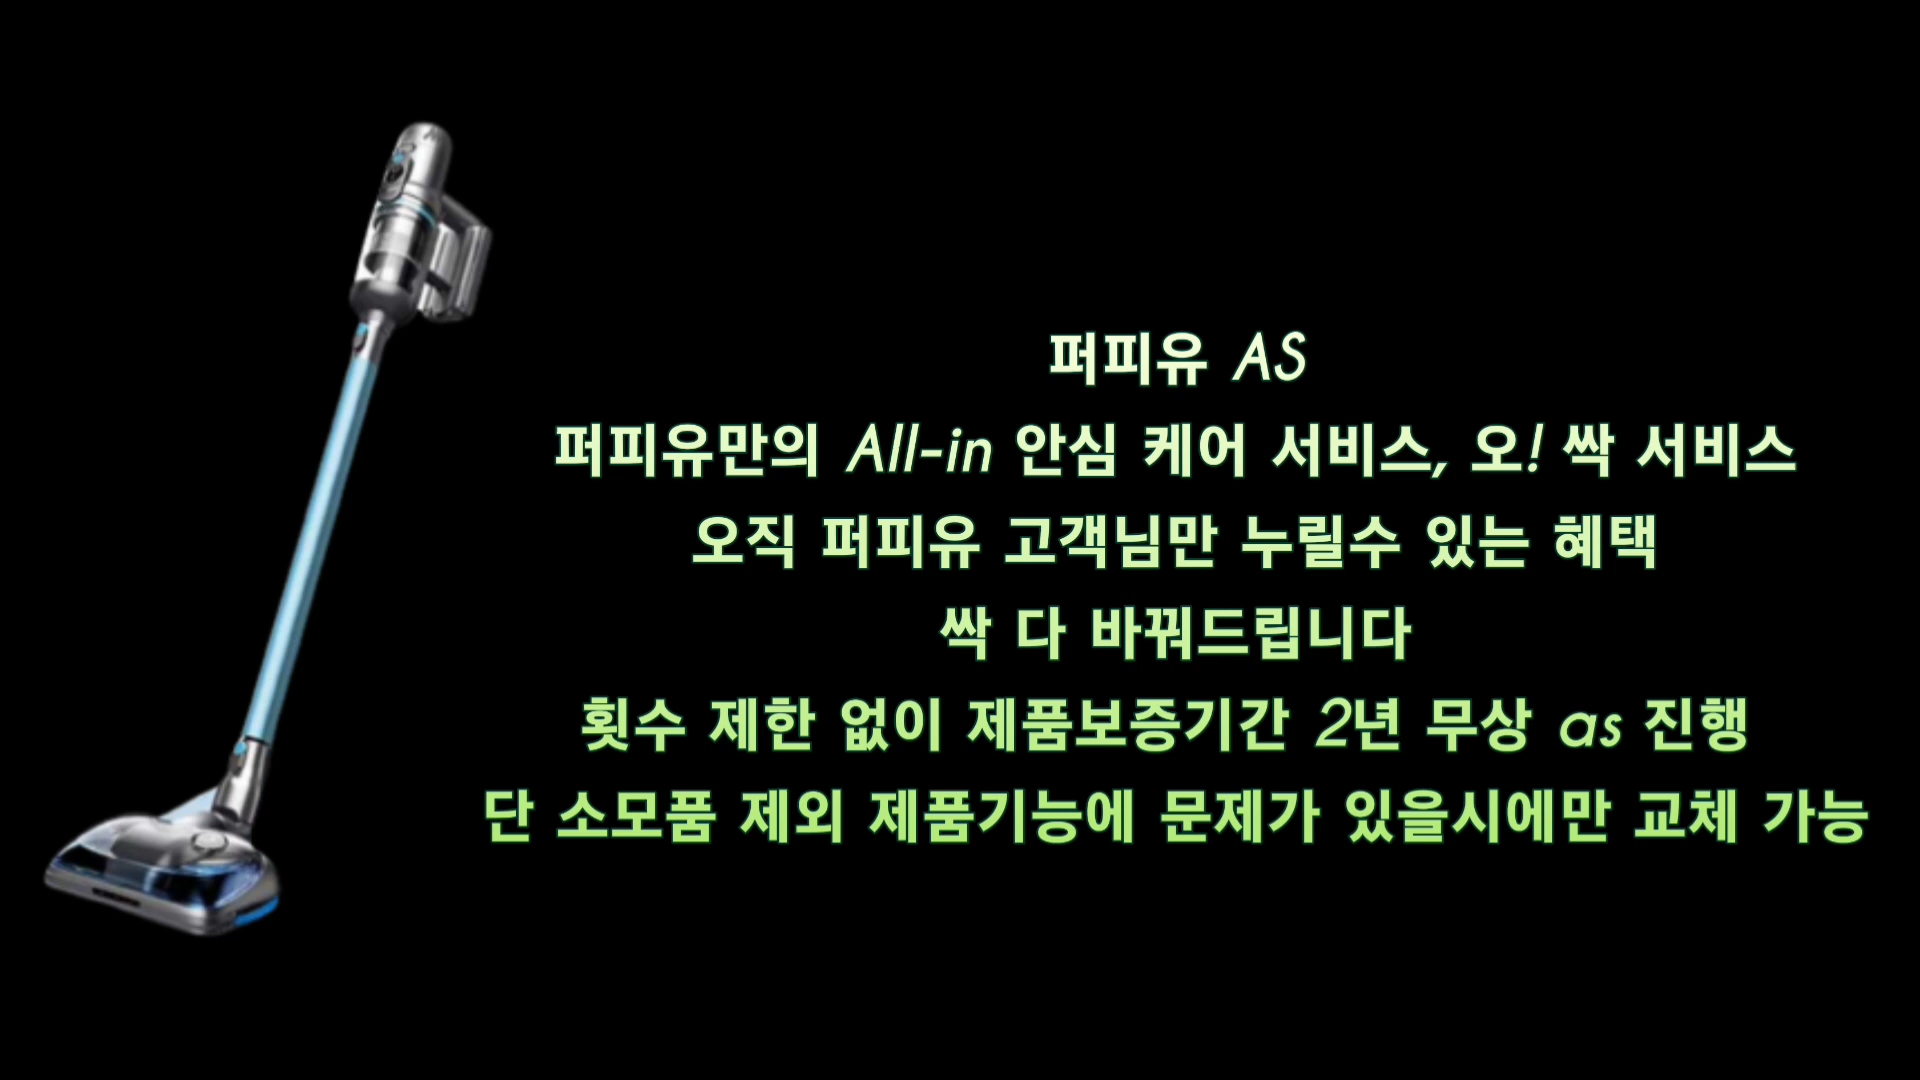 퍼피유 AS
퍼피유만의 All-in 안심 케어 서비스, 오! 싹 서비스
오직 퍼피유 고객님만 누릴수 있는 혜택
싹 다 바꿔드립니다
횟수 제한 없이 제품보증기간 2년 무상 as 진행
단 소모품 제외 제품기능에 문제가 있을시에만 교체 가능